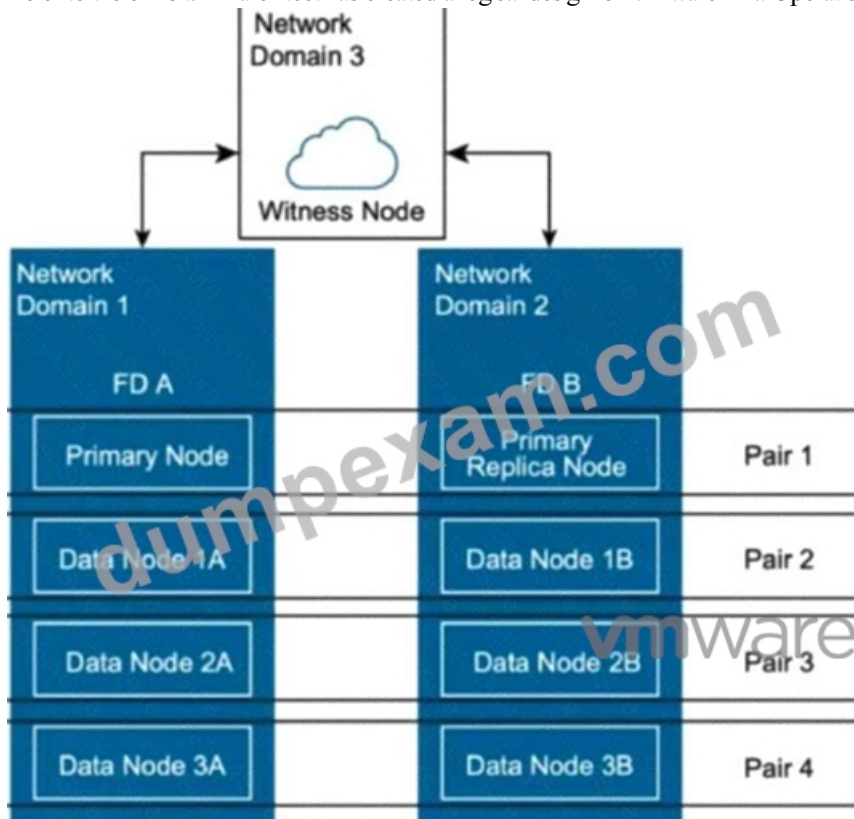 Network
Domain 3
Witness Node
Network
Domain 1
Network
Domain 2
FD A
FD B
Primary Node
Primary
Replica Node
Pair 1
Data Node 1A
Data Node 1B
Pair 2
Data Node 2A
Data Node 2B
Pair 3
Data Node 3A
Data Node 3B
Pair 4
dumpexam.com
vmware